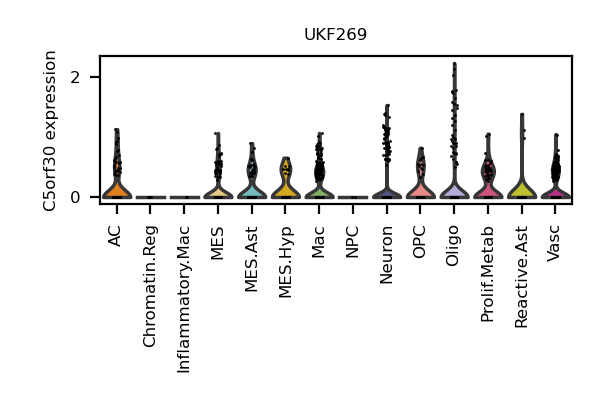 UKF269
C5orf30 expression
2
0
AC
Chromatin.Reg
Inflammatory.Mac
MES
MES.Ast
MES.Hyp
Mac
NPC
Neuron
OPC
Oligo
Prolif.Metab
Reactive.Ast
Vasc